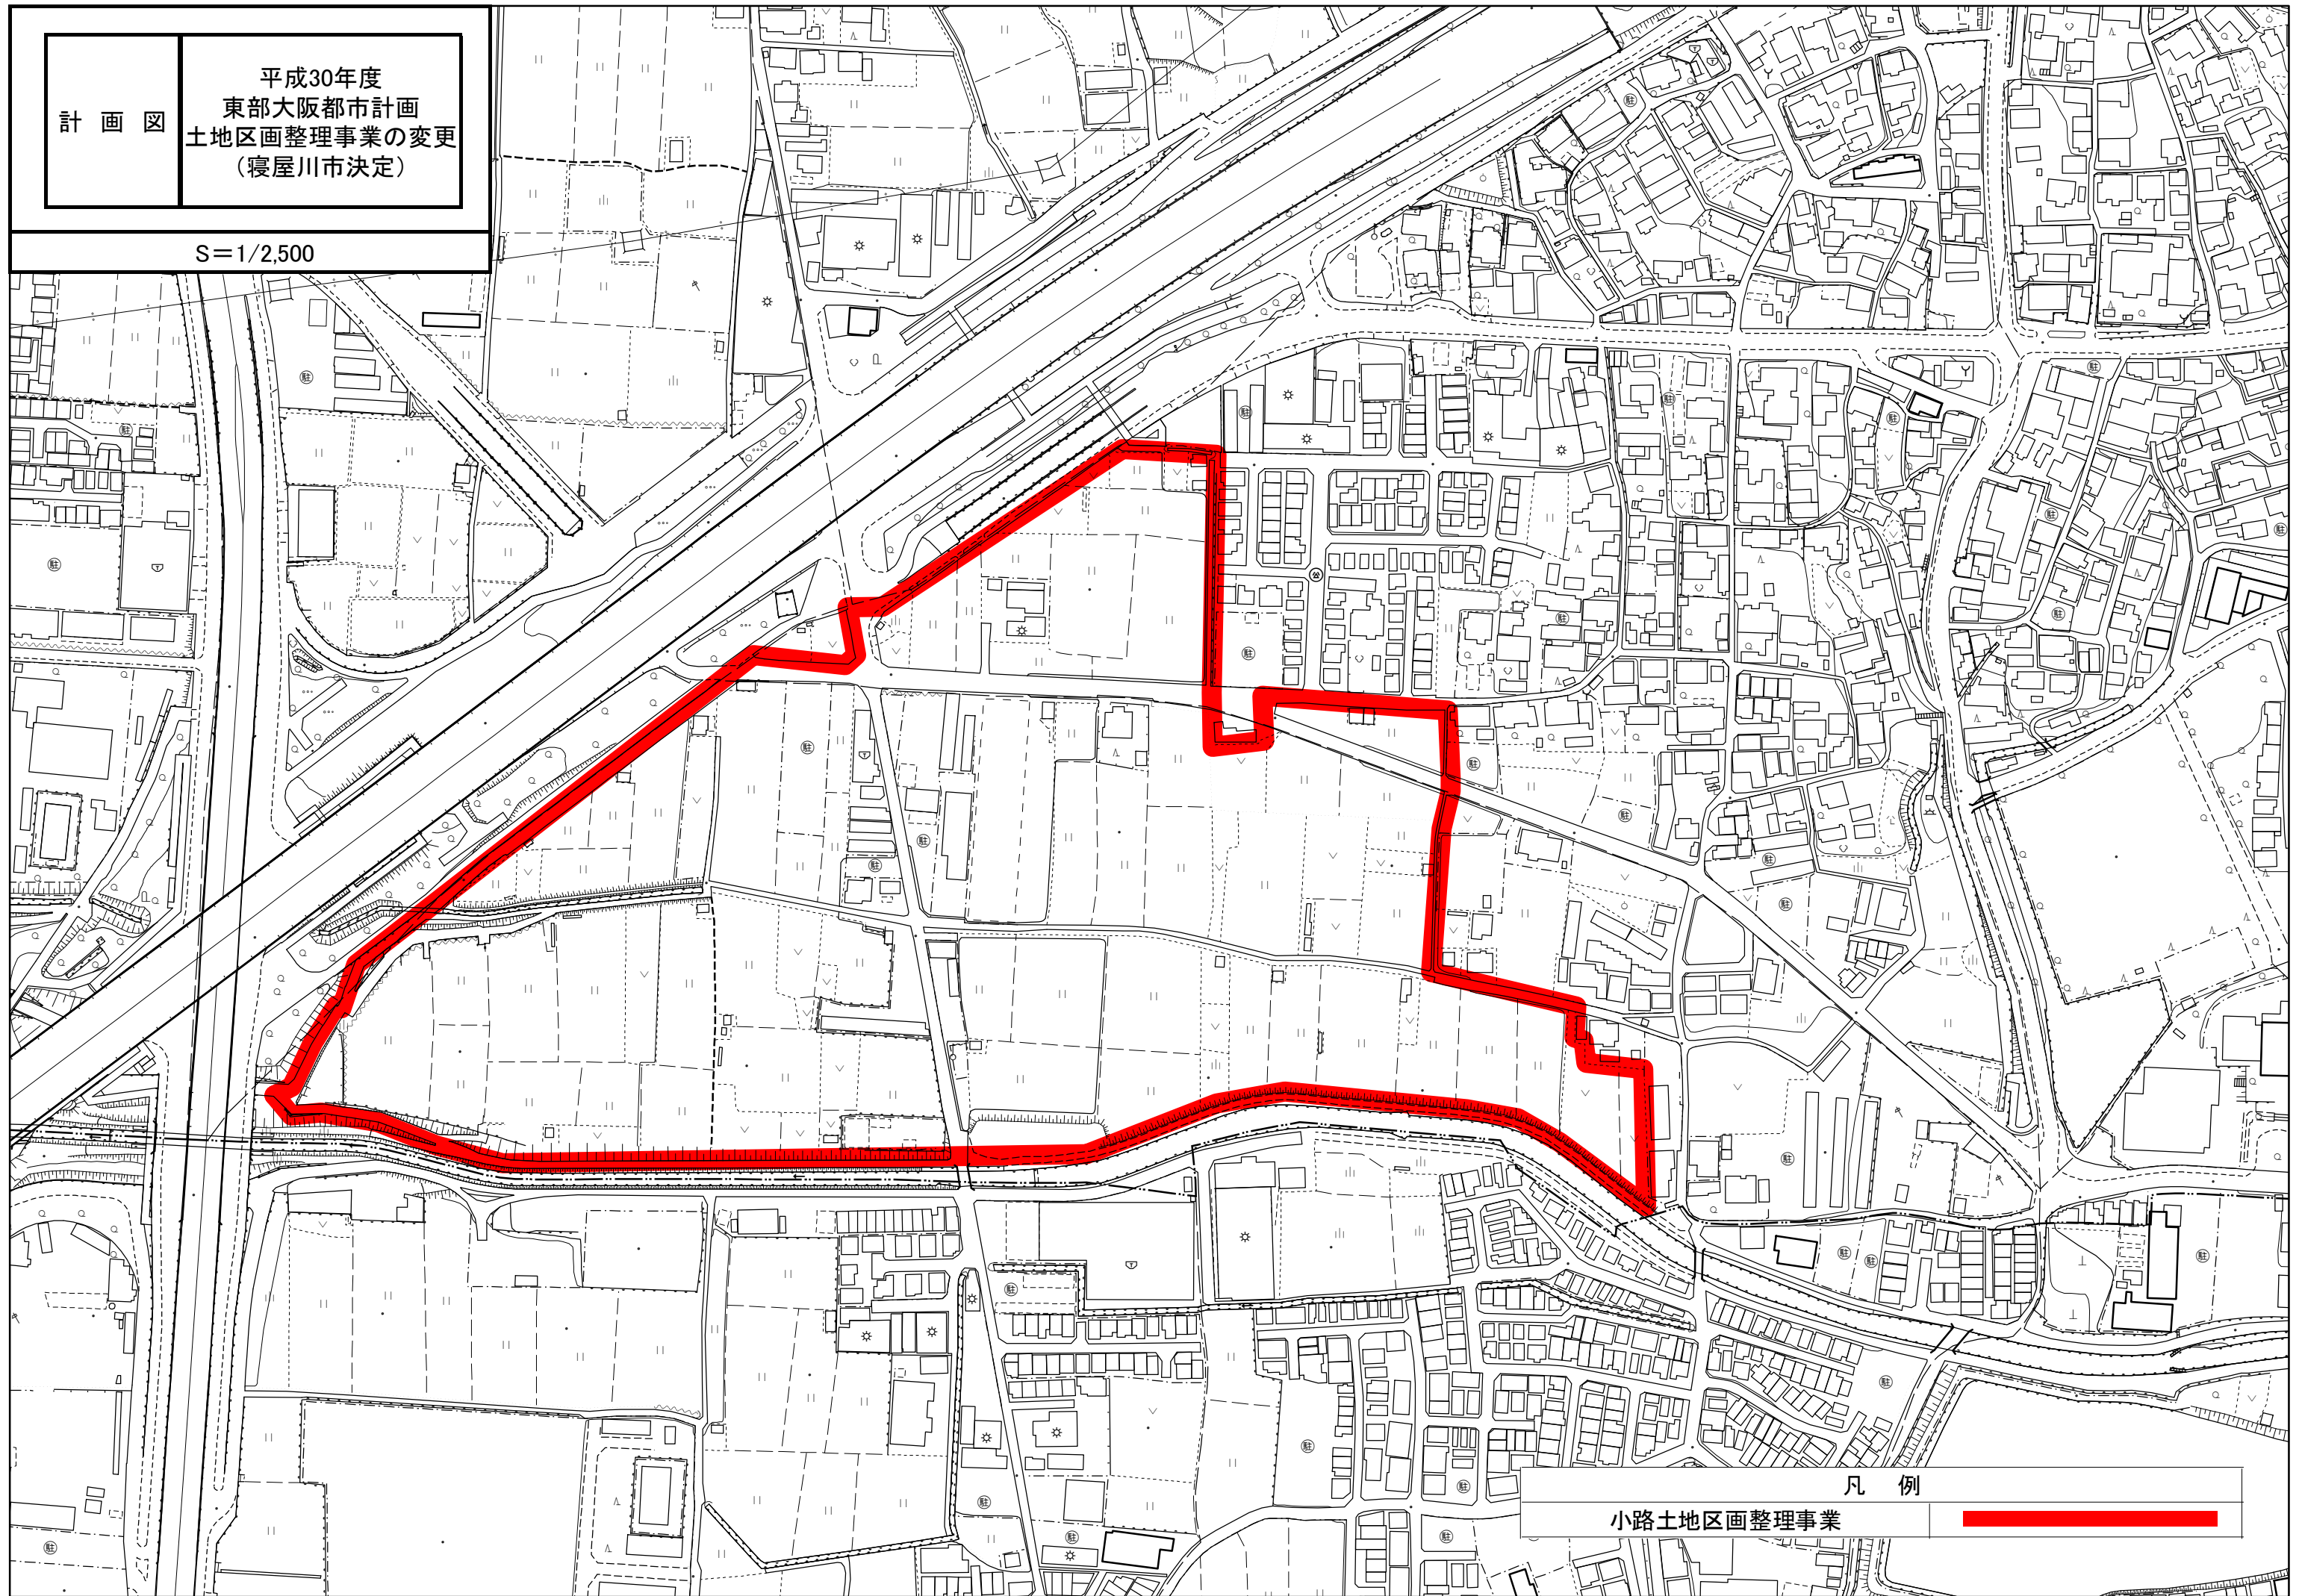 計画図
平成30年度
東部大阪都市計画
土地区画整理事業の変更
（寝屋川市決定）
S＝1/2,500
凡 例
小路土地区画整理事業